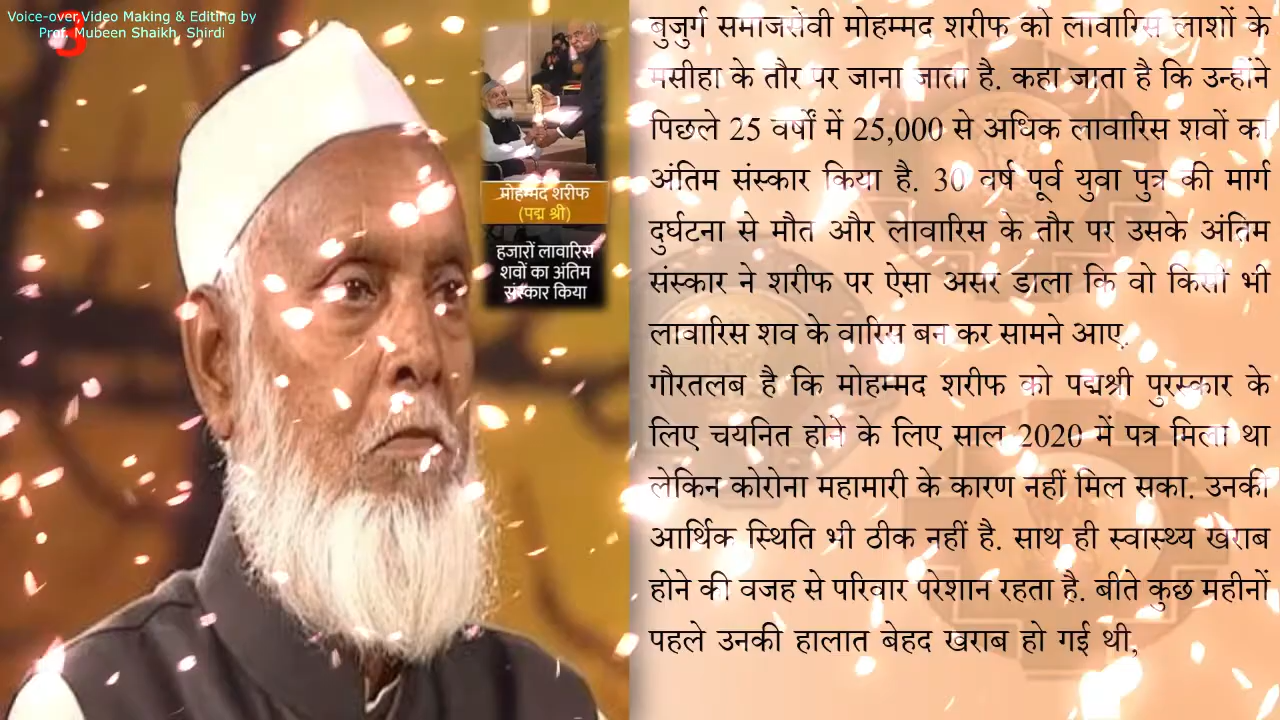 Voice-over,Video Making & Editing by
Prof. Mubeen Shaikh, Shirdi
3
मोहम्मद शरीफ
(पद्म श्री)
हजारों लावारिस
शवों का अंतिम
संस्कार किया
बुजुर्ग समाजसेवी मोहम्मद शरीफ को लावारिस लाशों के
मसीहा के तौर पर जाना जाता है. कहा जाता है कि उन्होंने
पिछले 25 वर्षों में 25,000 से अधिक लावारिस शवों का
अंतिम संस्कार किया है. 30 वर्ष पूर्व युवा पुत्र की मार्ग
दुर्घटना से मौत और लावारिस के तौर पर उसके अंतिम
संस्कार ने शरीफ पर ऐसा असर डाला कि वो किसी भी
लावारिस शव के वारिस बन कर सामने आए.
गौरतलब है कि मोहम्मद शरीफ को पद्मश्री पुरस्कार के
लिए चयनित होने के लिए साल 2020 में पत्र मिला था
लेकिन कोरोना महामारी के कारण नहीं मिल सका. उनकी
आर्थिक स्थिति भी ठीक नहीं है. साथ ही स्वास्थ्य खराब
होने की वजह से परिवार परेशान रहता है. बीते कुछ महीनों
पहले उनकी हालात बेहद खराब हो गई थी,